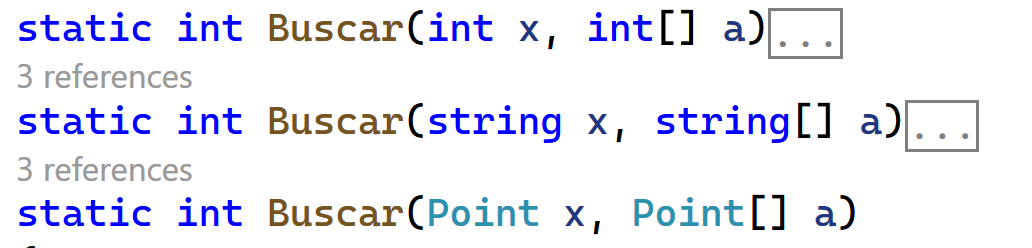 static int Buscar(int x, int[] a)...
3 references
static int Buscar(string x, string[] a)...
3 references
static int Buscar(Point x, Point[] a)